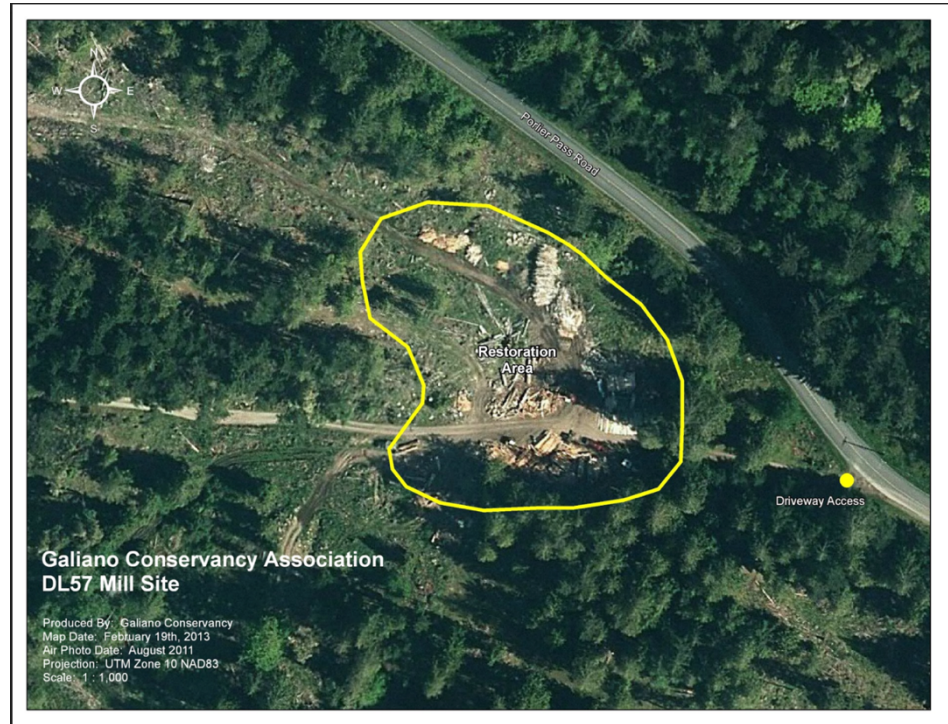 N
W E
S
Porlier Pass Road
Restoration
Area
Driveway Access
Galiano Conservancy Association
DL57 Mill Site
Produced By: Galiano Conservancy
Map Date: February 19th, 2013
Air Photo Date: August 2011
Projection: UTM Zone 10 NAD83
Scale: 1 : 1,000